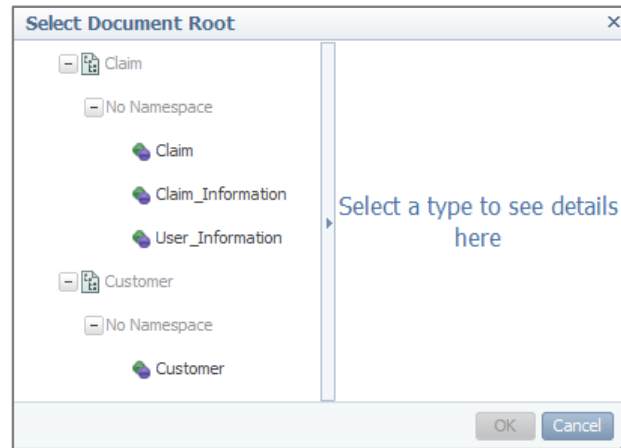 Select Document Root
Claim
No Namespace
Claim
Claim_Information
User_Information
Customer
No Namespace
Customer
Select a type to see details
here
OK
Cancel